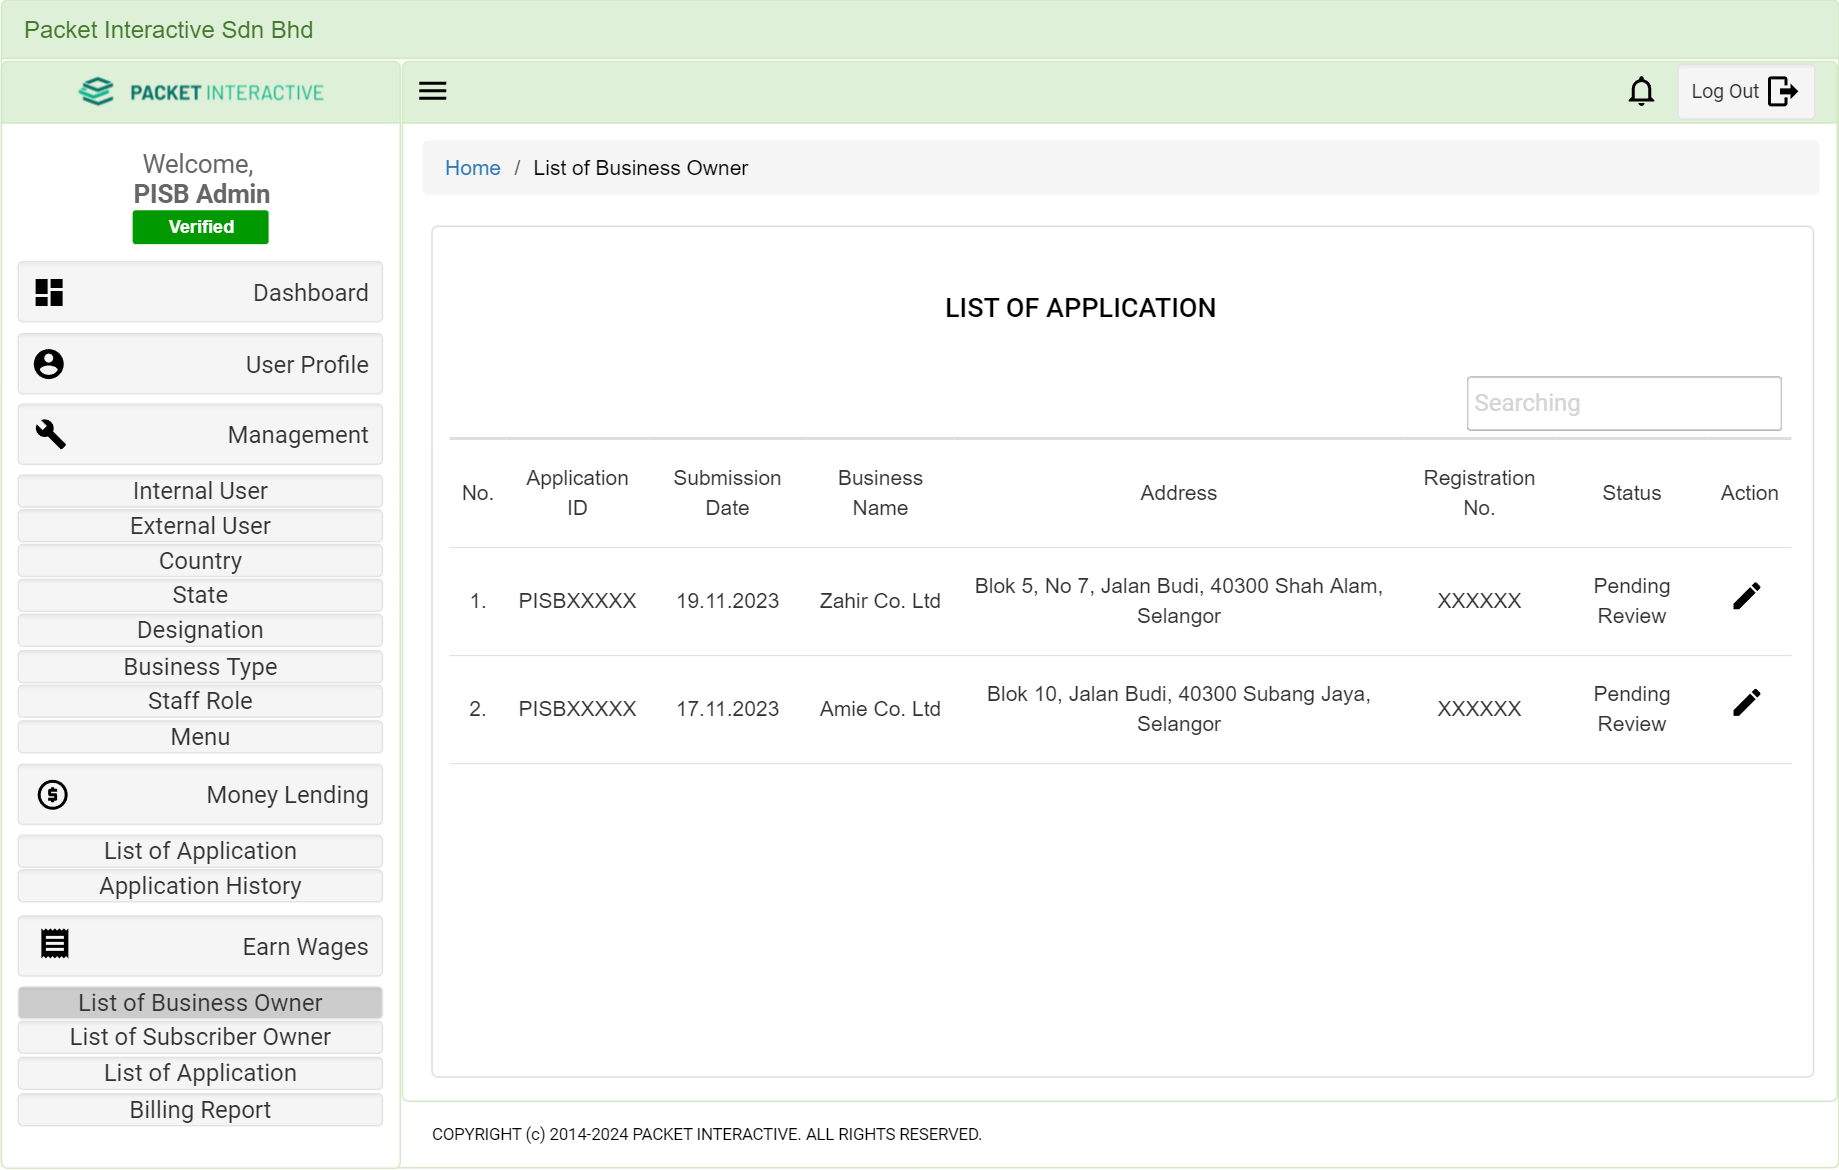 Packet Interactive Sdn Bhd
PACKET INTERACTIVE
Log Out
Welcome,
PISB Admin
Verified
Dashboard
User Profile
Management
Internal User
External User
Country
State
Designation
Business Type
Staff Role
Menu
Money Lending
List of Application
Application History
Earn Wages
List of Business Owner
List of Subscriber Owner
List of Application
Billing Report
Home / List of Business Owner
LIST OF APPLICATION
Searching
No. Application ID Submission Date Business Name Address Registration No. Status Action
1. PISBXXXXX 19.11.2023 Zahir Co. Ltd Blok 5, No 7, Jalan Budi, 40300 Shah Alam, Selangor XXXXXX Pending Review
2. PISBXXXXX 17.11.2023 Amie Co. Ltd Blok 10, Jalan Budi, 40300 Subang Jaya, Selangor XXXXXX Pending Review
COPYRIGHT (c) 2014-2024 PACKET INTERACTIVE. ALL RIGHTS RESERVED.